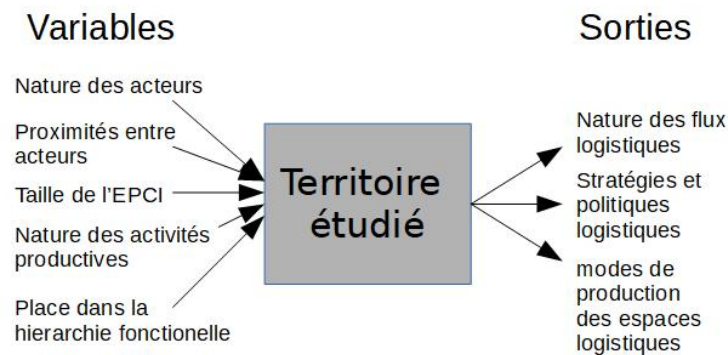 Variables
Nature des acteurs
Proximités entre
acteurs
Taille de l'EPCI
Nature des activités
productives
Place dans la
hierarchie fonctionelle
Territoire
étudié
Sorties
Nature des flux
logistiques
Stratégies et
politiques
logistiques
modes de
production
des espaces
logistiques